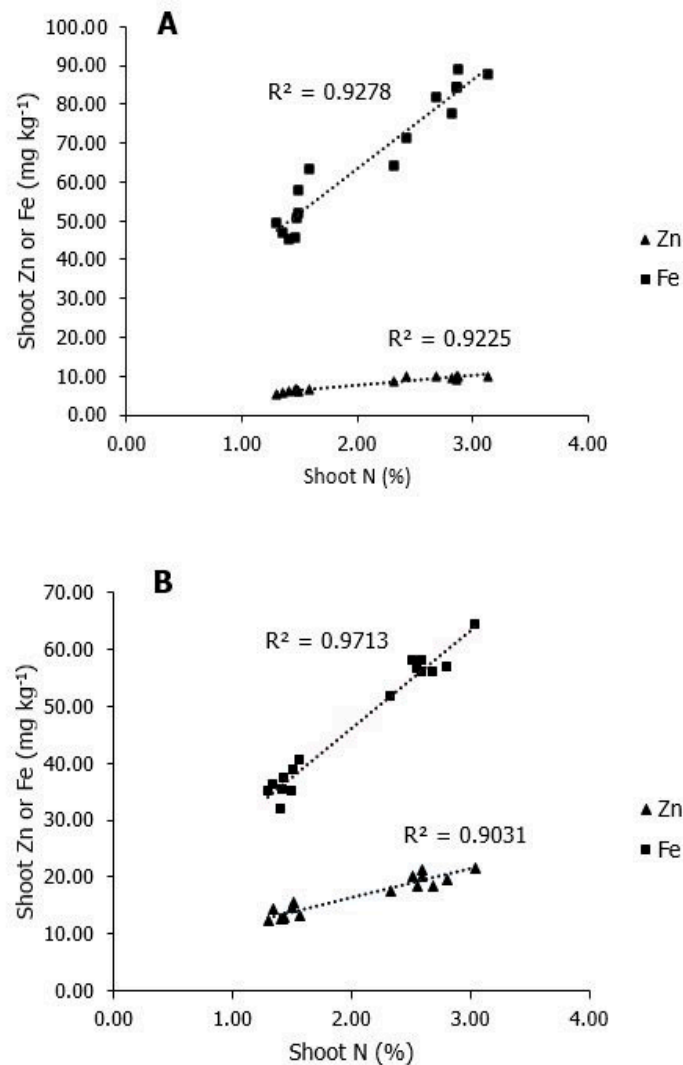 A
100.00
90.00
80.00
70.00
60.00
50.00
40.00
30.00
20.00
10.00
0.00
Shoot Zn or Fe (mg kg⁻¹)
R² = 0.9278
R² = 0.9225
Zn
Fe
0.00 1.00 2.00 3.00 4.00
Shoot N (%)
B
70.00
60.00
50.00
40.00
30.00
20.00
10.00
0.00
Shoot Zn or Fe (mg kg⁻¹)
R² = 0.9713
R² = 0.9031
Zn
Fe
0.00 1.00 2.00 3.00 4.00
Shoot N (%)